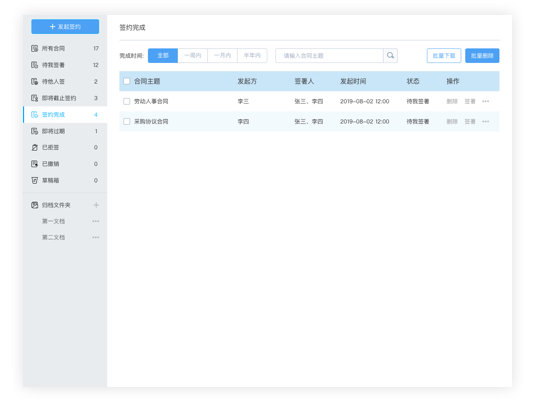 发起签约
所有合同 17
待我签署 12
待他人签 2
即将截止签约 3
签约完成 4
即将过期 1
已拒签 0
已撤销 0
草稿箱 0
归档文件夹
第一文档
第二文档
签约完成
完成时间: 全部 一周内 一月内 半年内 请输入合同主题 批量下载 批量删除
合同主题 发起方 签署人 发起时间 状态 操作
劳动人事合同 李三 张三、李四 2019-08-02 12:00 待我签署 删除 签署
采购协议合同 李四 张三、李四 2019-08-02 12:00 待我签署 删除 签署